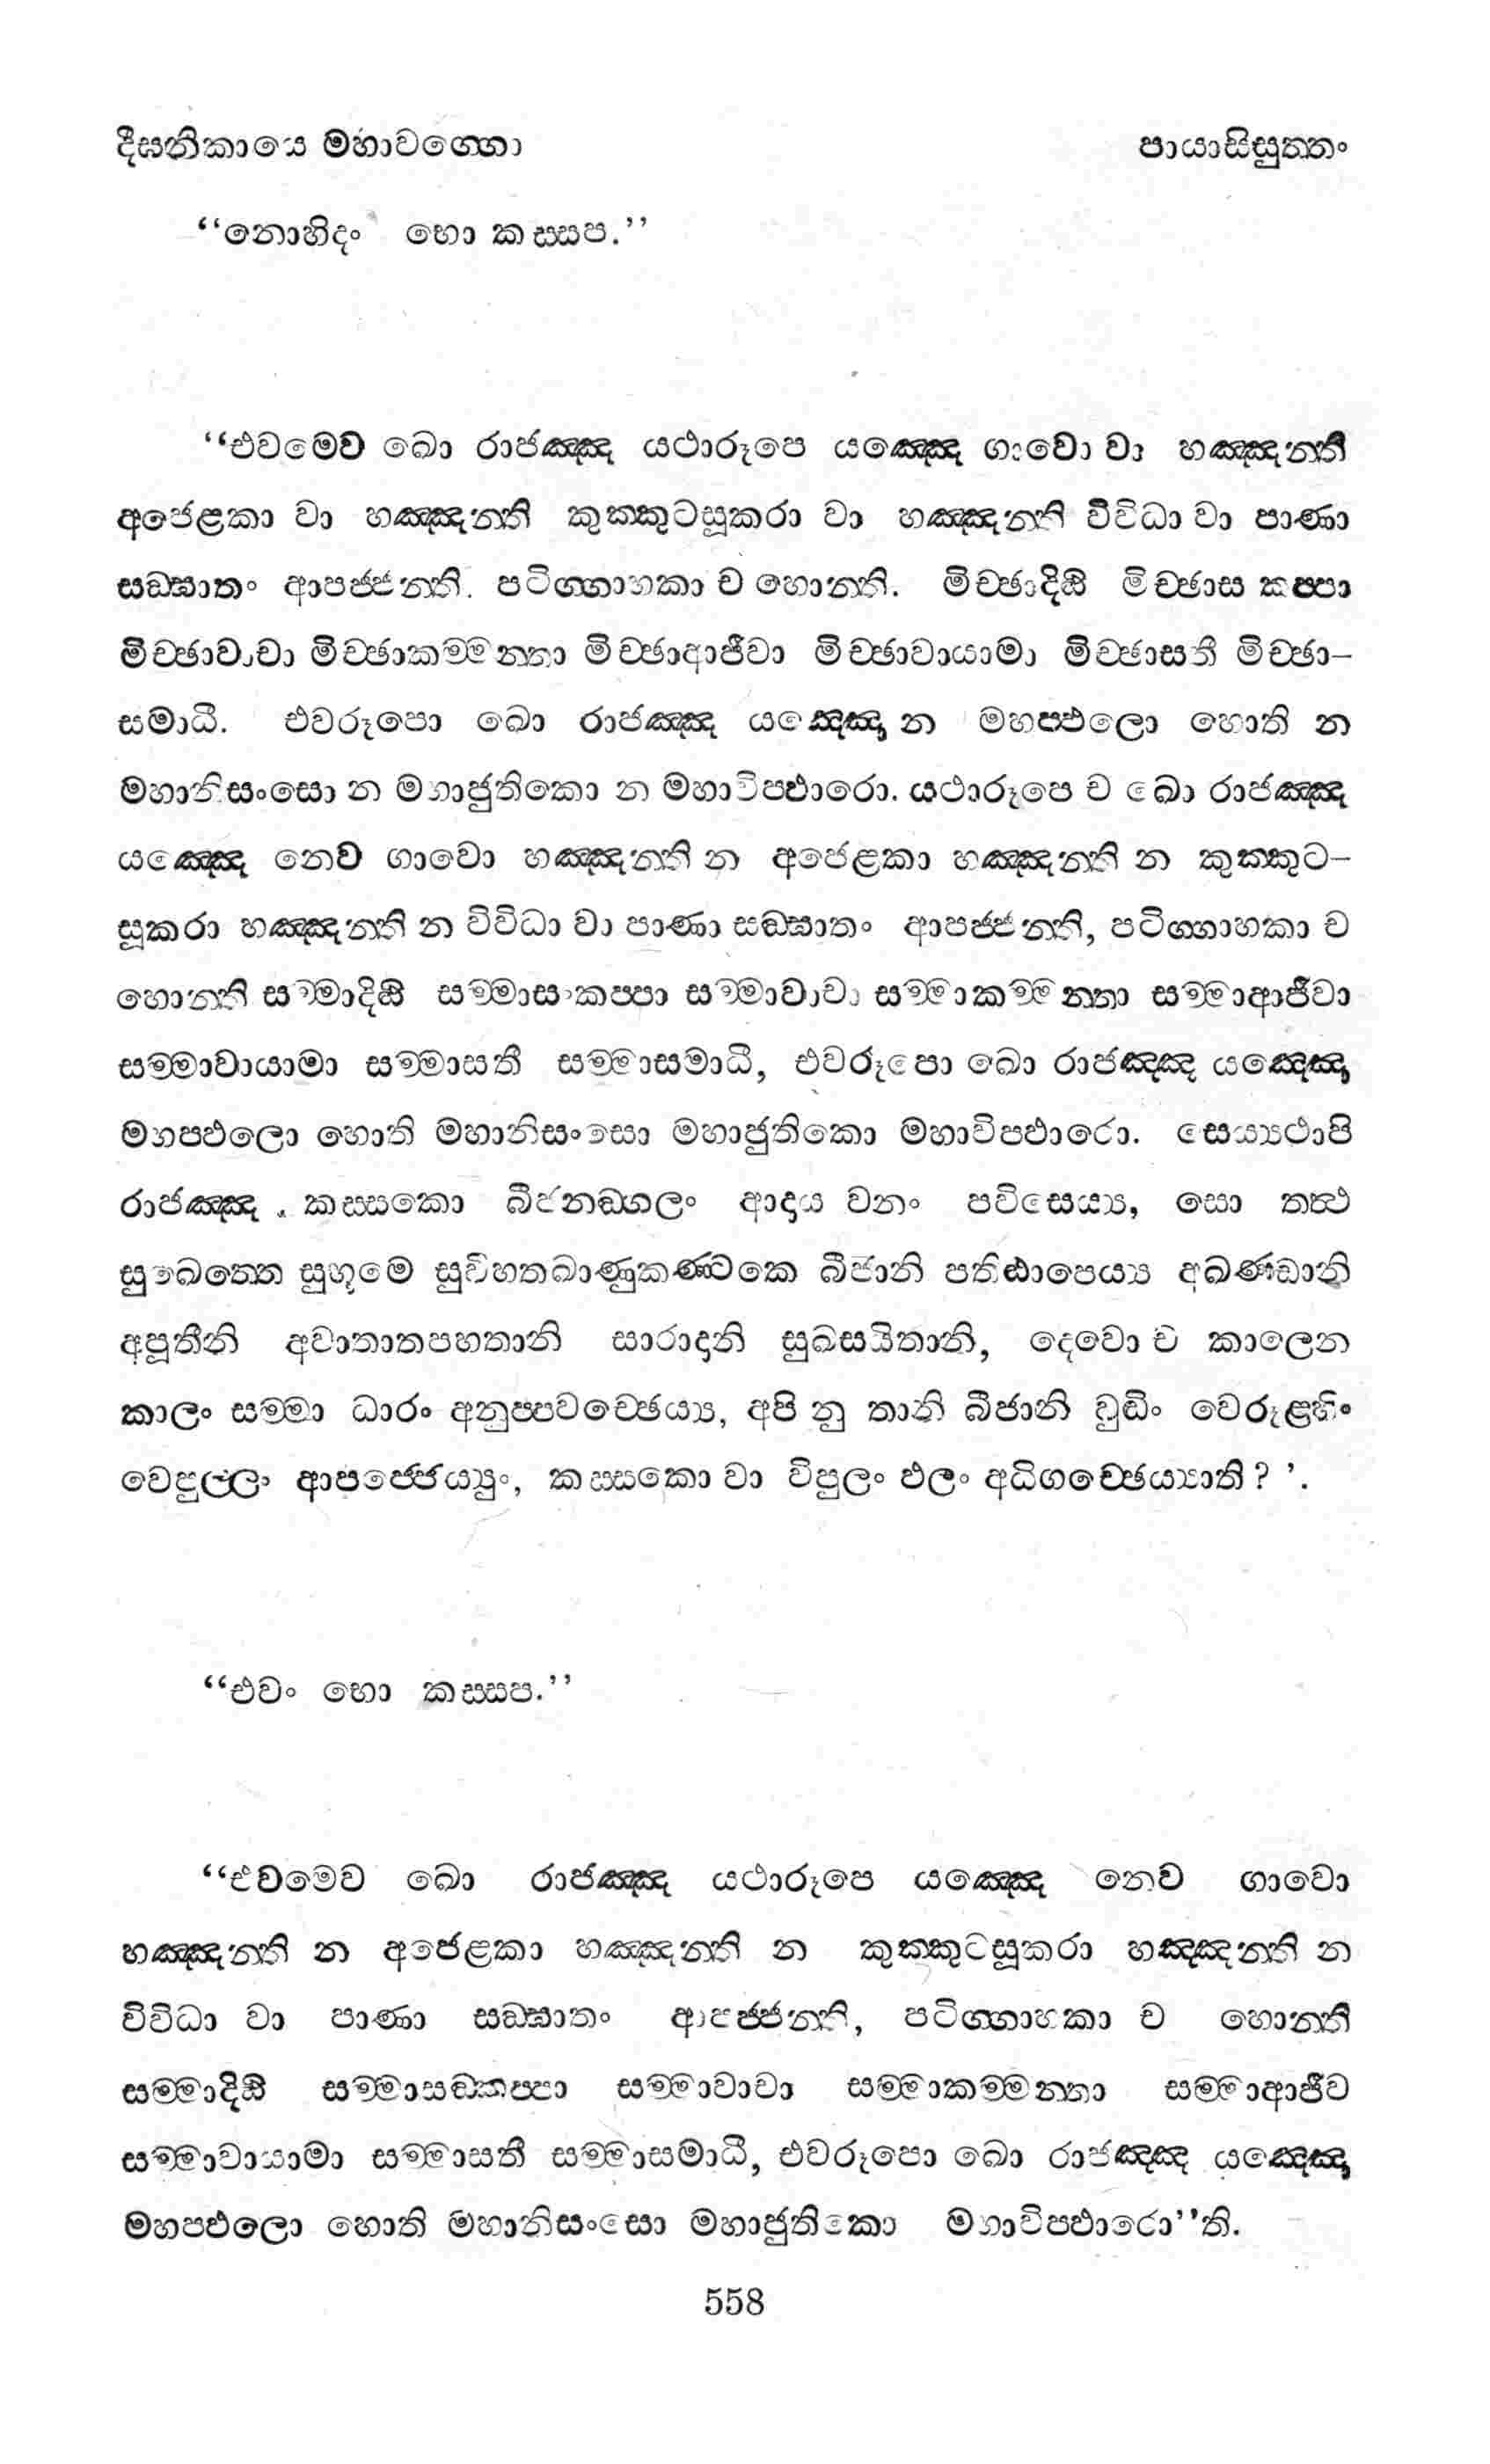 දීඝනිකායෙ මහාවග්ගො පායාසිසුත්තං
“නොහිදං භො කස්සප.”
“එවමෙව ඛො රාජඤ්ඤ යථාරූපෙ යඤ්ඤෙ ගාවො වා හඤ්ඤන්ති
අජෙළකා වා හඤ්ඤන්ති කුක්කුටසූකරා වා හඤ්ඤන්ති විවිධා වා පාණා
සඞ්ඝාතං ආපජ්ජන්ති. පටිග්ගාහකා ච හොන්ති. මිච්ඡාදිට්ඨි මිච්ඡාස කප්පා
මිච්ඡාවාචා මිච්ඡාකම්මන්තා මිච්ඡාආජීවා මිච්ඡාවායාමා මිච්ඡාසතී මිච්ඡා–
සමාධී. එවරූපො ඛො රාජඤ්ඤ යඤ්ඤො න මහප්ඵලො හොති න
මහානිසංසො න මහාජුතිකො න මහාවිප්ඵාරො. යථාරූපෙ ච ඛො රාජඤ්ඤ
යඤ්ඤෙ නෙව ගාවො හඤ්ඤන්ති න අජෙළකා හඤ්ඤන්ති න කුක්කුට–
සූකරා හඤ්ඤන්ති න විවිධා වා පාණා සඞ්ඝාතං ආපජ්ජන්ති, පටිග්ගාහකා ච
හොන්ති සම්මාදිට්ඨි සම්මාසංකප්පා සම්මාවාචා සම්මාකම්මන්තා සම්මාආජීවා
සම්මාවායාමා සම්මාසතී සම්මාසමාධී, එවරූපො ඛො රාජඤ්ඤ යඤ්ඤො
මහප්ඵලො හොති මහානිසංසො මහාජුතිකො මහාවිප්ඵාරො. සෙය්‍යථාපි
රාජඤ්ඤ . කස්සකො බීජනඞ්ගලං ආදාය වනං පවිසෙය්‍ය, සො තත්‍ථ
සුඛෙත්තෙ සුභූමෙ සුවිහතඛාණුකණ්ටකෙ බීජානි පතිඨාපෙය්‍ය අඛණ්ඩානි
අපූතීනි අවාතාතපහතානි සාරාදානි සුඛසයිතානි, දෙවො ච කාලෙන
කාලං සම්මා ධාරං අනුප්පවච්ඡෙය්‍ය, අපි නු තානි බීජානි වුඩ්ඪිං වෙරූළ්හිං
වෙපුල්ලං ආපජ්ජෙය්‍යුං, කස්සකො වා විපුලං ඵලං අධිගච්ඡෙය්‍යාති? ’.
“එවං භො කස්සප.”
“එවමෙව ඛො රාජඤ්ඤ යථාරූපෙ යඤ්ඤෙ නෙව ගාවො
හඤ්ඤන්ති න අජෙළකා හඤ්ඤන්ති න කුක්කුටසූකරා හඤ්ඤන්ති න
විවිධා වා පාණා සඞ්ඝාතං ආපජ්ජන්ති, පටිග්ගාහකා ච හොන්ති
සම්මාදිට්ඨි සම්මාසඞ්කප්පා සම්මාවාචා සම්මාකම්මන්තා සම්මාආජීව
සම්මාවායාමා සම්මාසතී සම්මාසමාධී, එවරූපො ඛො රාජඤ්ඤ යඤ්ඤො
මහප්ඵලො හොති මහානිසංසො මහාජුතිකො මහාවිප්ඵාරො”ති.
558